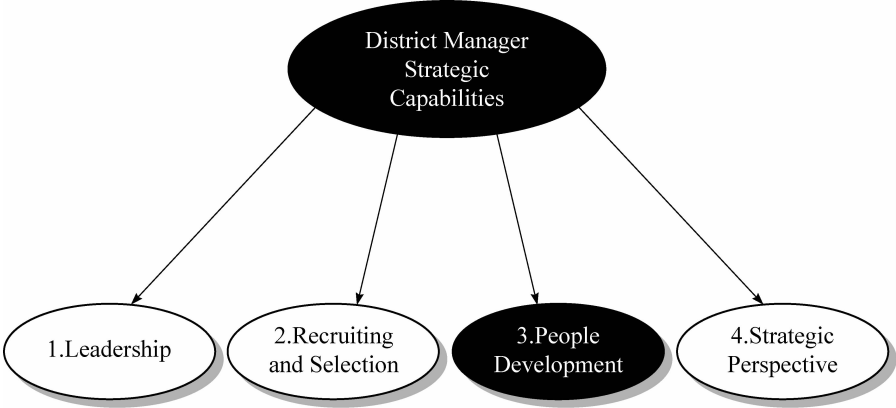 District Manager
Strategic
Capabilities
1.Leadership
2.Recruiting
and Selection
3.People
Development
4.Strategic
Perspective